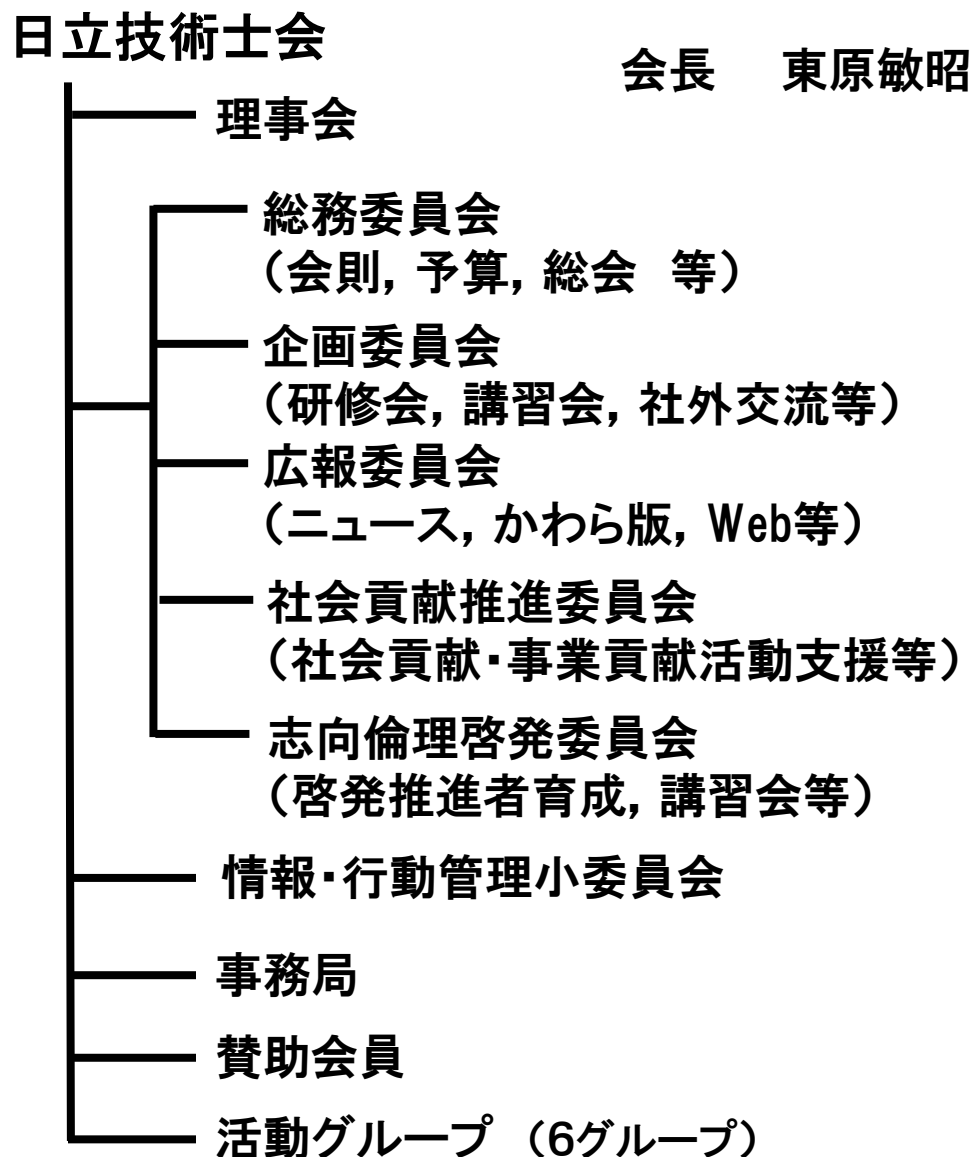 日立技術士会
会長　東原敏昭
理事会
総務委員会
（会則，予算，総会　等）
企画委員会
（研修会，講習会，社外交流等）
広報委員会
（ニュース，かわら版，Web等）
社会貢献推進委員会
（社会貢献・事業貢献活動支援等）
志向倫理啓発委員会
（啓発推進者育成，講習会等）
情報・行動管理小委員会
事務局
賛助会員
活動グループ（6グループ）